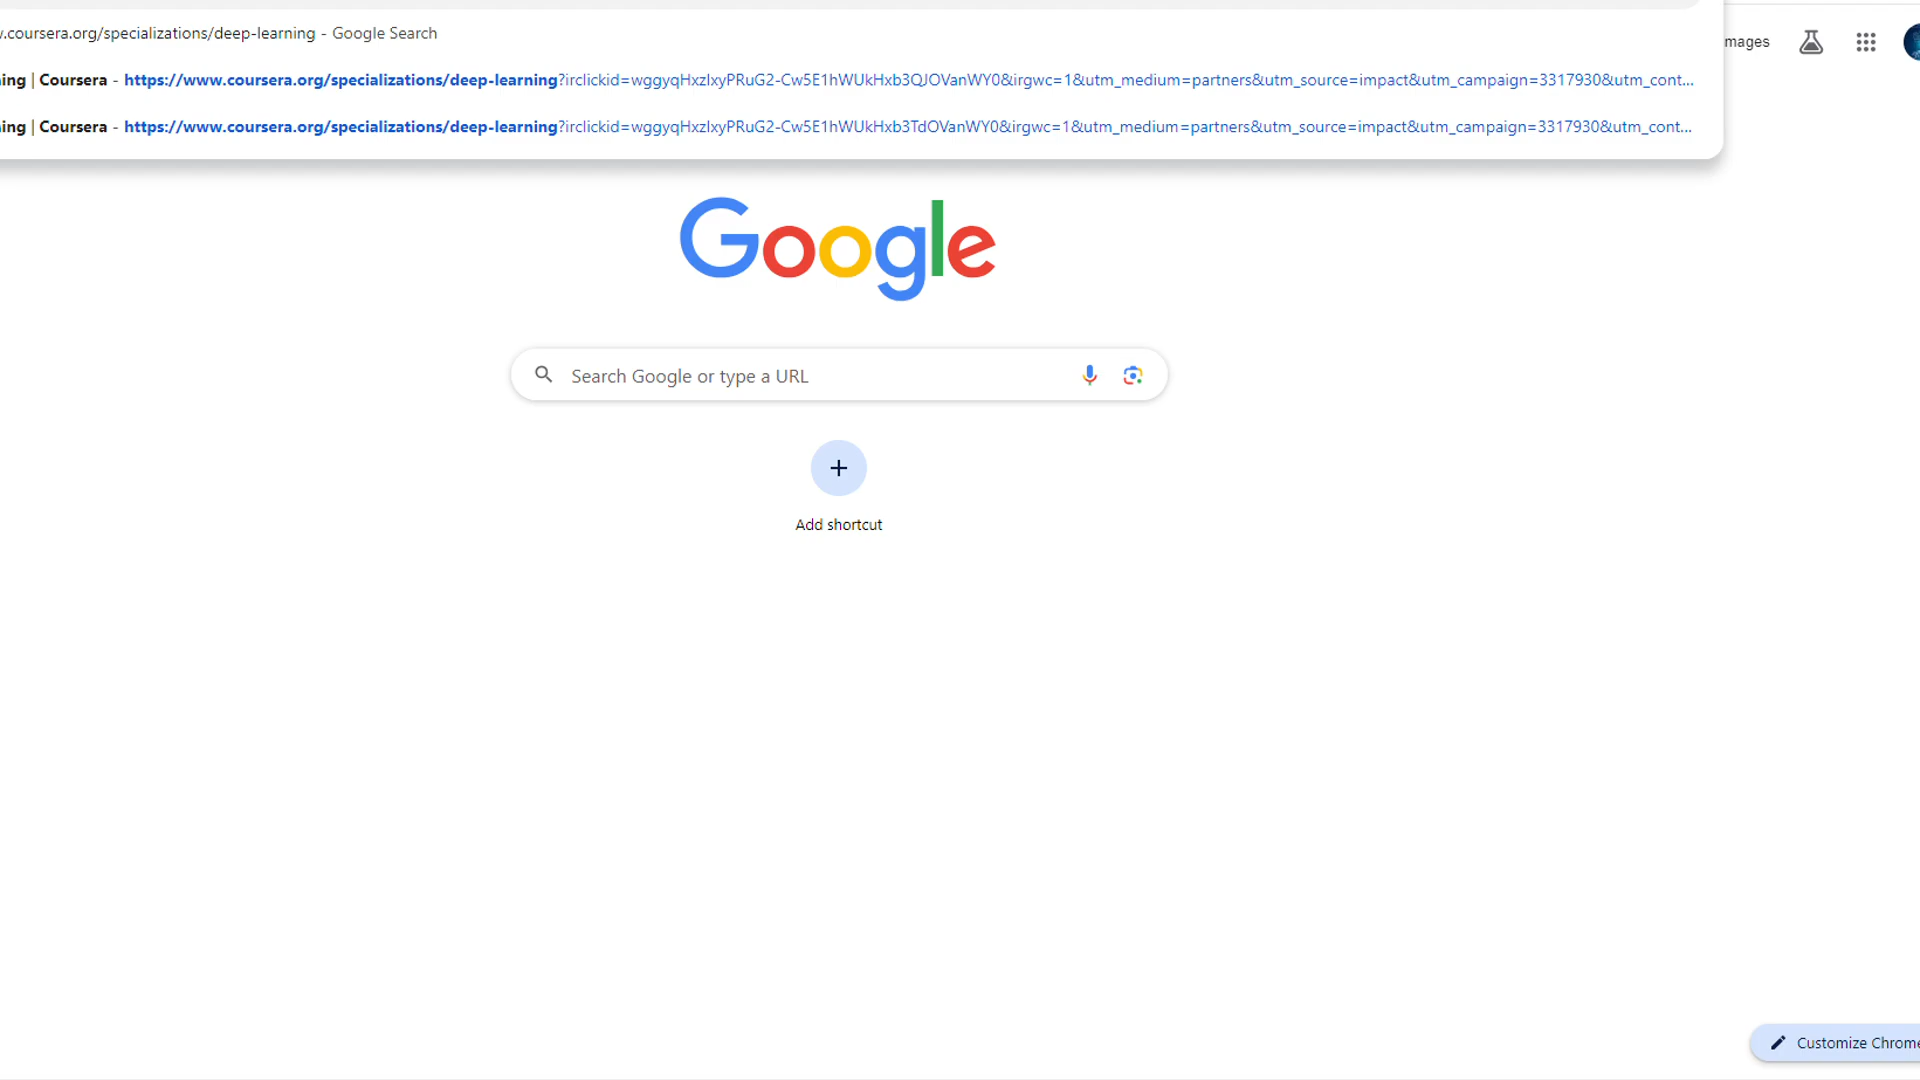 .coursera.org/specializations/deep-learning - Google Search
ing | Coursera - https://www.coursera.org/specializations/deep-learning?irclickid=wggyqHxzIxyPRuG2-Cw5E1hWUkHxb3QJOVanWY0&irgwc=1&utm_medium=partners&utm_source=impact&utm_campaign=3317930&utm_cont...
ing | Coursera - https://www.coursera.org/specializations/deep-learning?irclickid=wggyqHxzIxyPRuG2-Cw5E1hWUkHxb3TdOVanWY0&irgwc=1&utm_medium=partners&utm_source=impact&utm_campaign=3317930&utm_cont...
mages
Google
Search Google or type a URL
Add shortcut
Customize Chrome